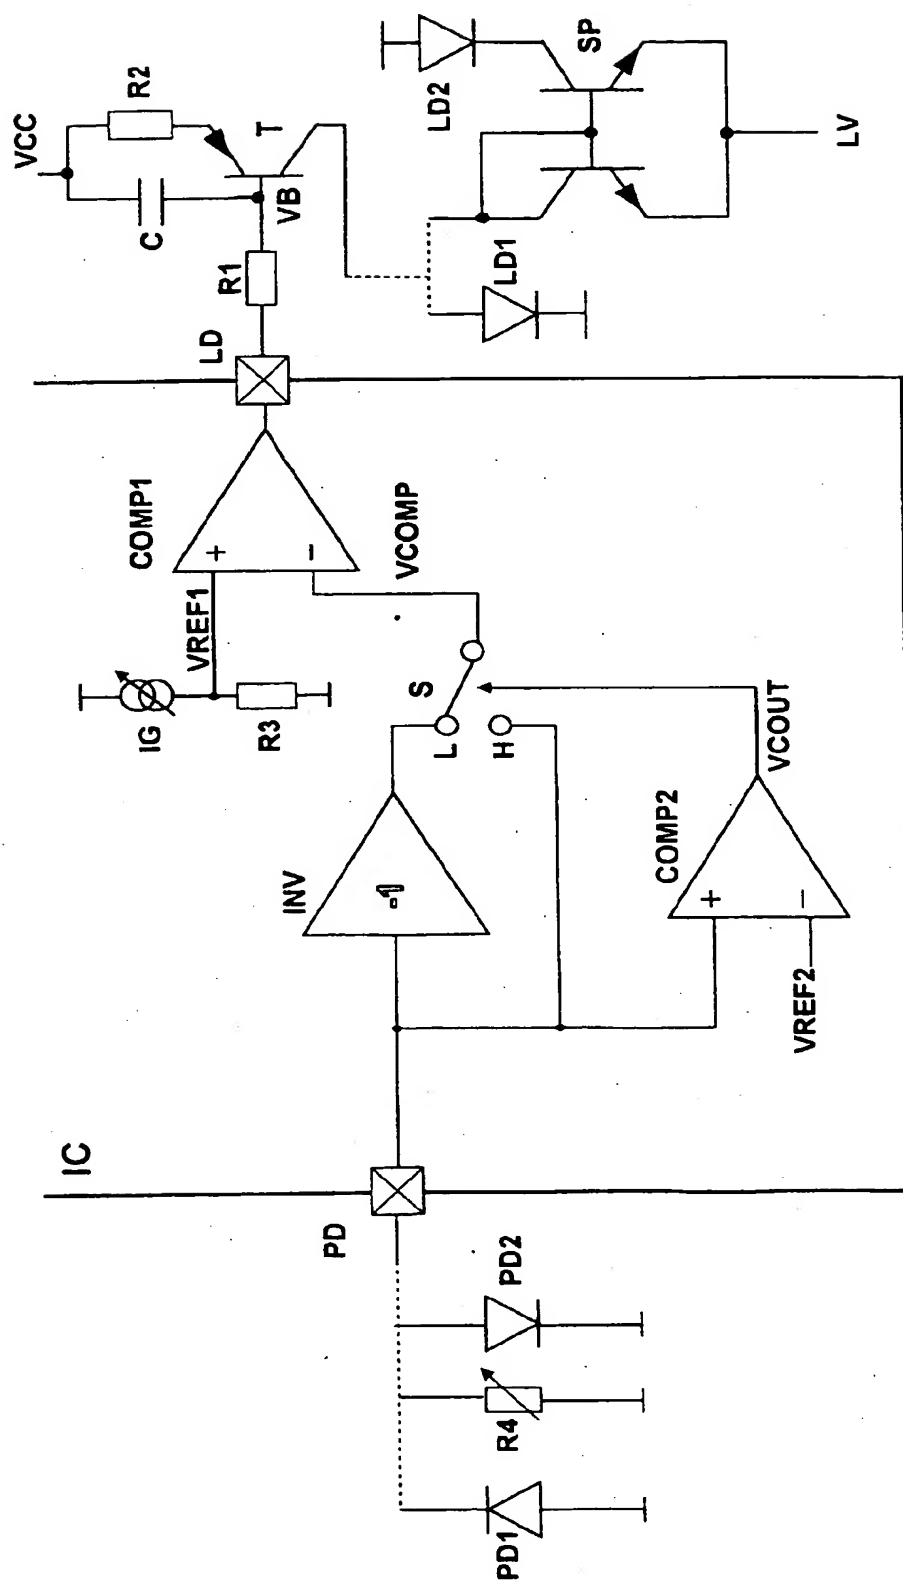 IC
PD
PD1
R4
PD2
INV
-1
COMP2
+
−
VREF2
VCOUT
S
L
H
IG
R3
VREF1
COMP1
+
−
VCOMP
LD
R1
C
VCC
R2
VB
T
LD1
LD2
SP
LV